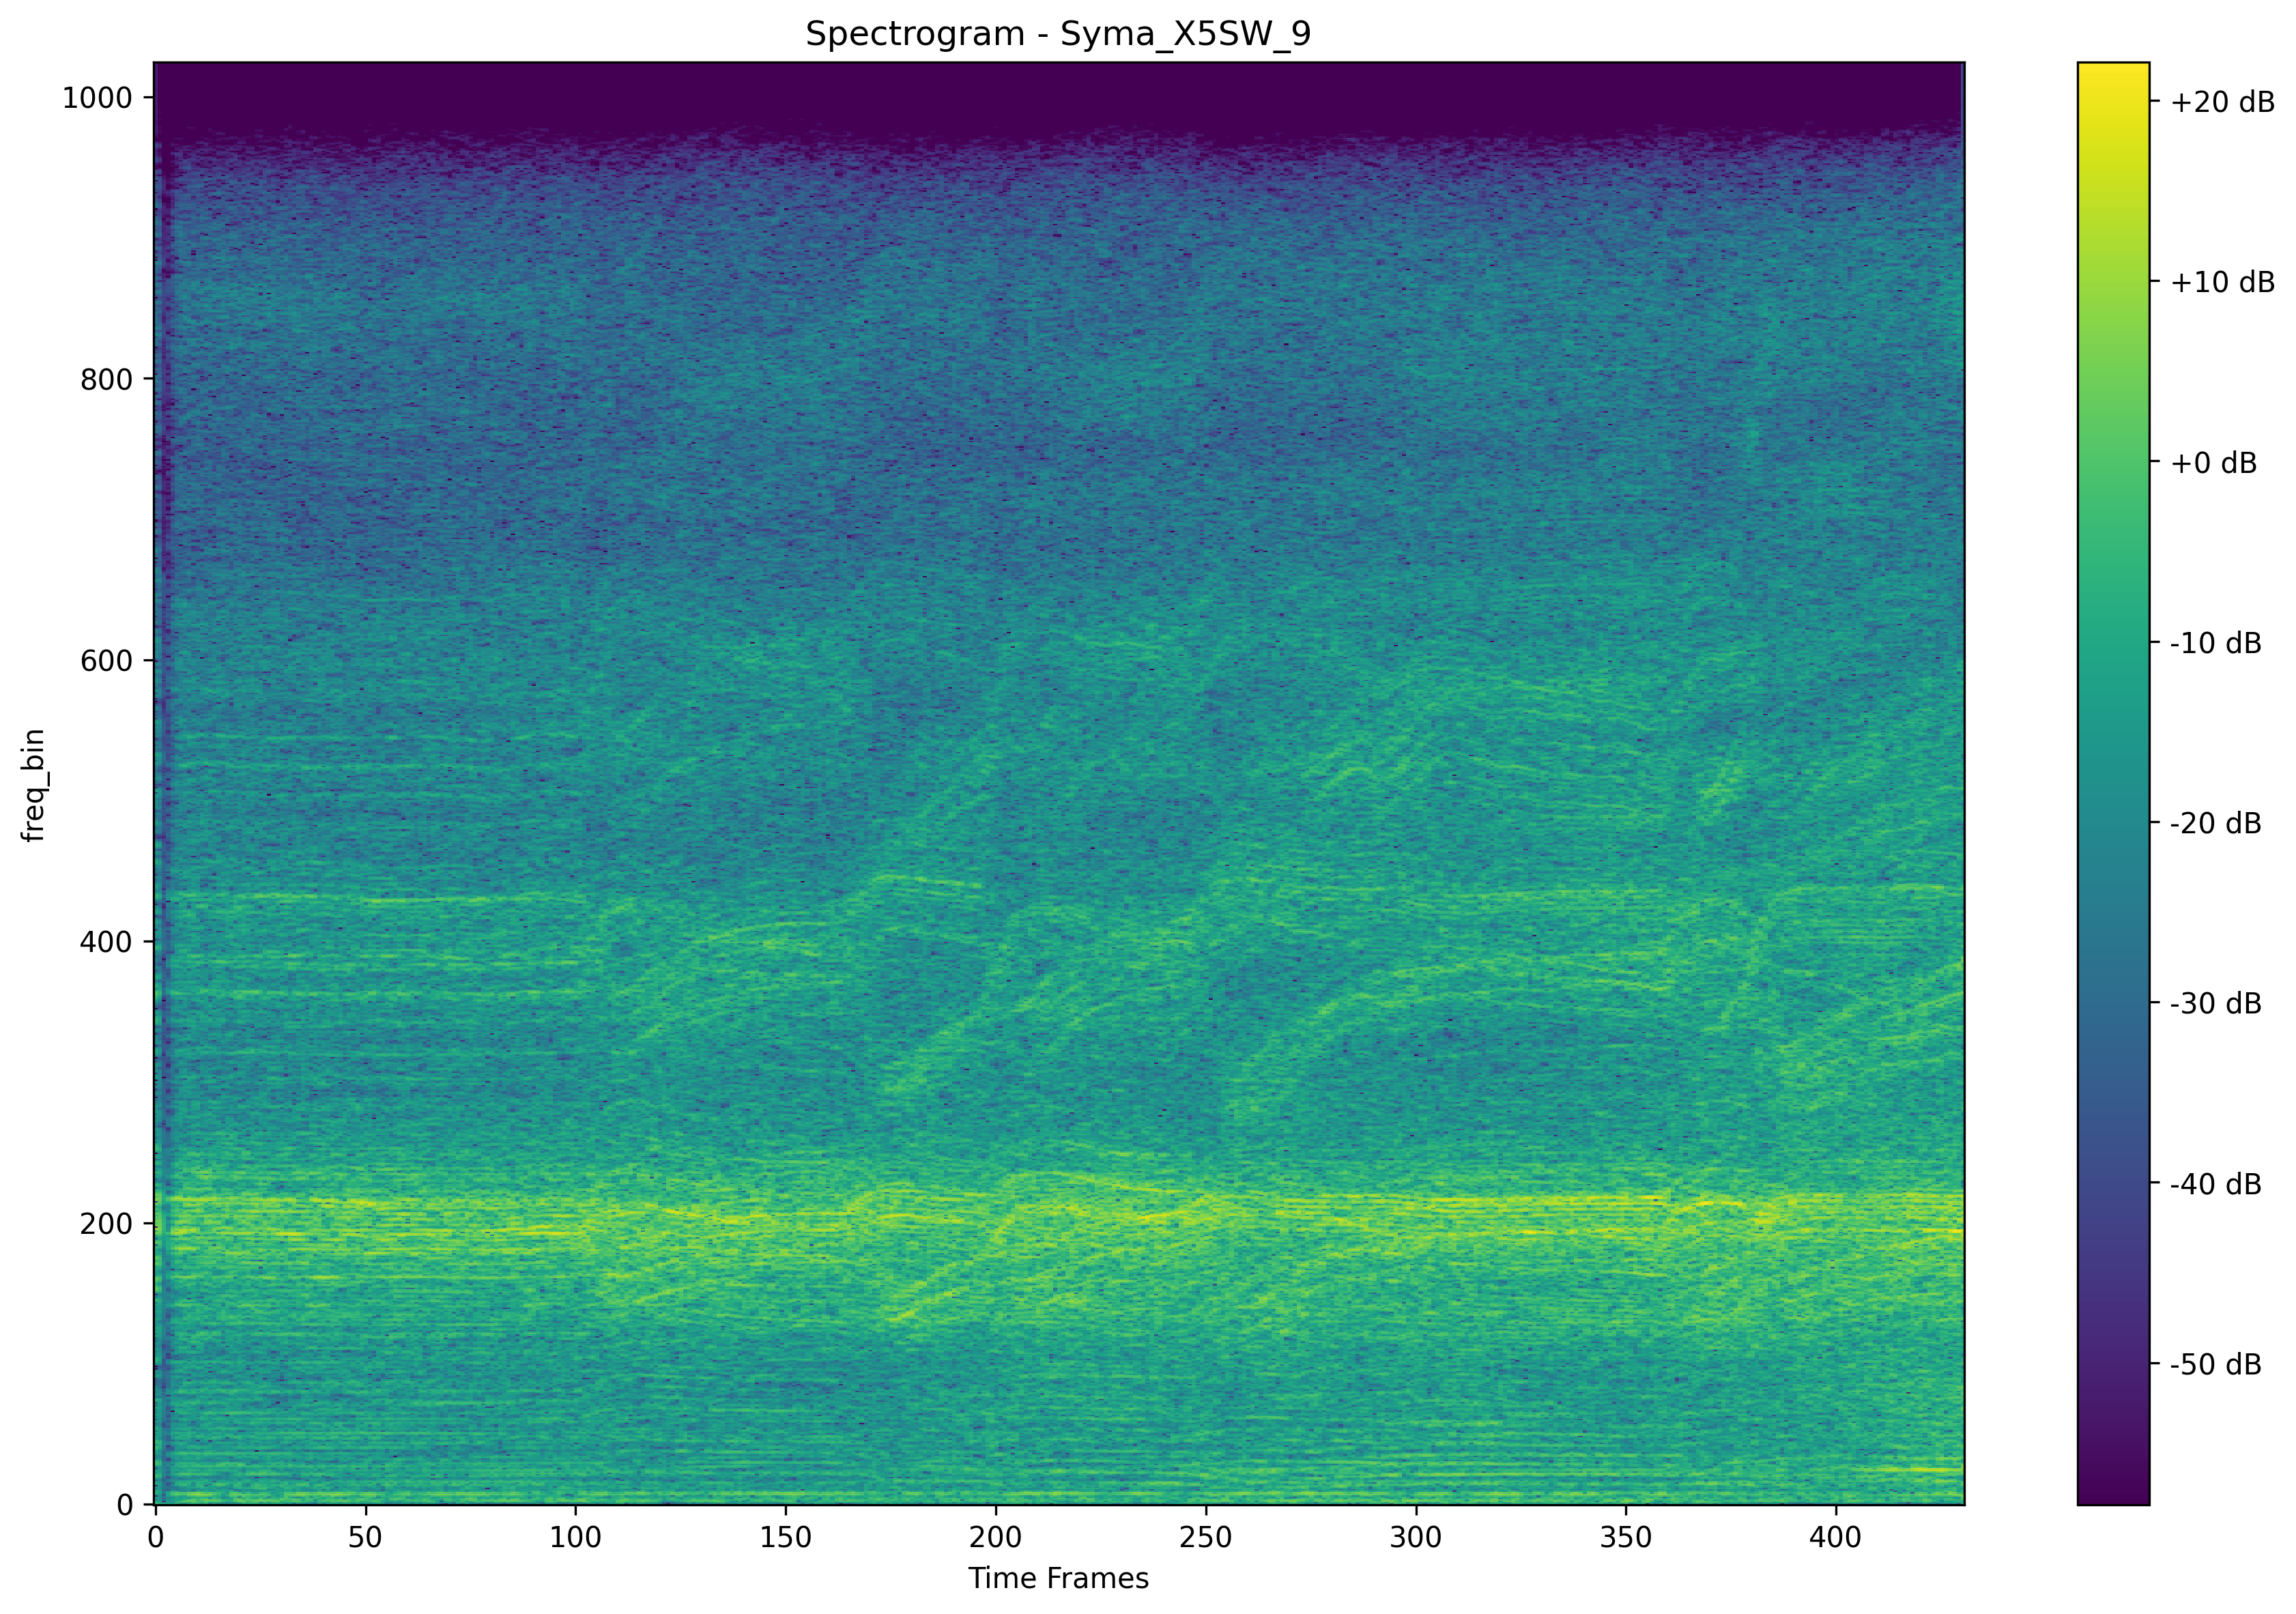 Spectrogram - Syma_X5SW_9
1000
800
600
400
200
0
freq_bin
0 50 100 150 200 250 300 350 400
Time Frames
+20 dB
+10 dB
+0 dB
-10 dB
-20 dB
-30 dB
-40 dB
-50 dB